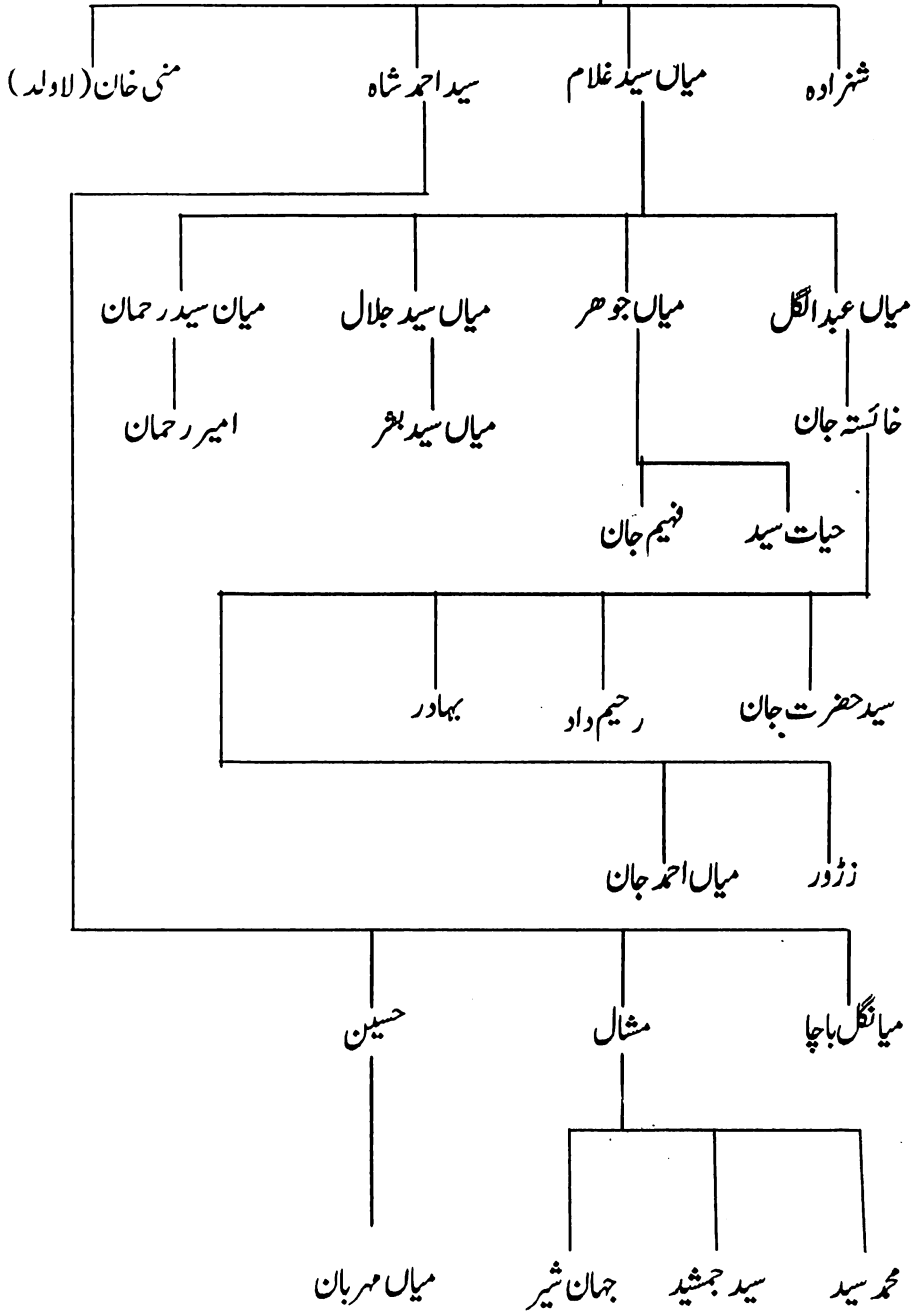 شہزادہ میاں سید غلام سید احمد شاہ منی خان (لاولد)
میاں عبدالگل میاں جوھر میاں سید جلال میان سید رحمان
خائستہ جان میاں سید بشر امیر رحمان
حیات سید فہیم جان
سید حضرت جان رحیم داد بہادر
زڑور میاں احمد جان
میانگل باچا مشال حسین
محمد سید سید جمشید جہان شیر میاں مہربان